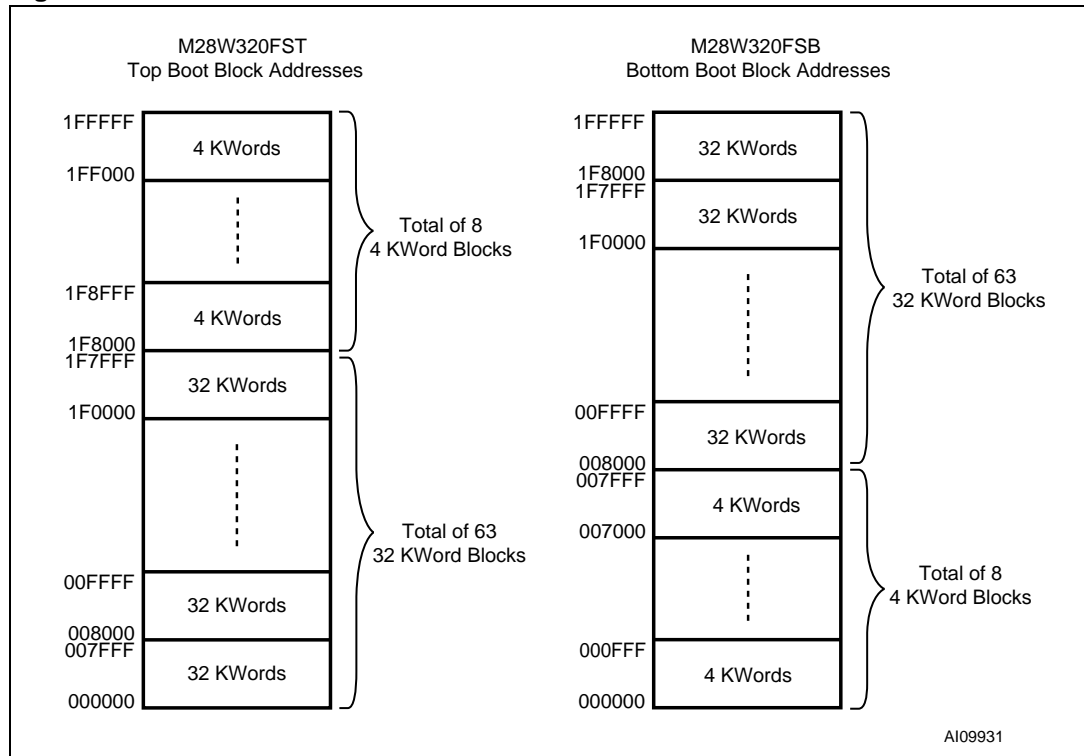 M28W320FST
Top Boot Block Addresses
1FFFFF
4 KWords
1FF000
Total of 8
4 KWord Blocks
1F8FFF
4 KWords
1F8000
1F7FFF
32 KWords
1F0000
Total of 63
32 KWord Blocks
00FFFF
32 KWords
008000
007FFF
32 KWords
000000
M28W320FSB
Bottom Boot Block Addresses
1FFFFF
32 KWords
1F8000
1F7FFF
32 KWords
1F0000
Total of 63
32 KWord Blocks
00FFFF
32 KWords
008000
007FFF
4 KWords
007000
Total of 8
4 KWord Blocks
000FFF
4 KWords
000000
AI09931